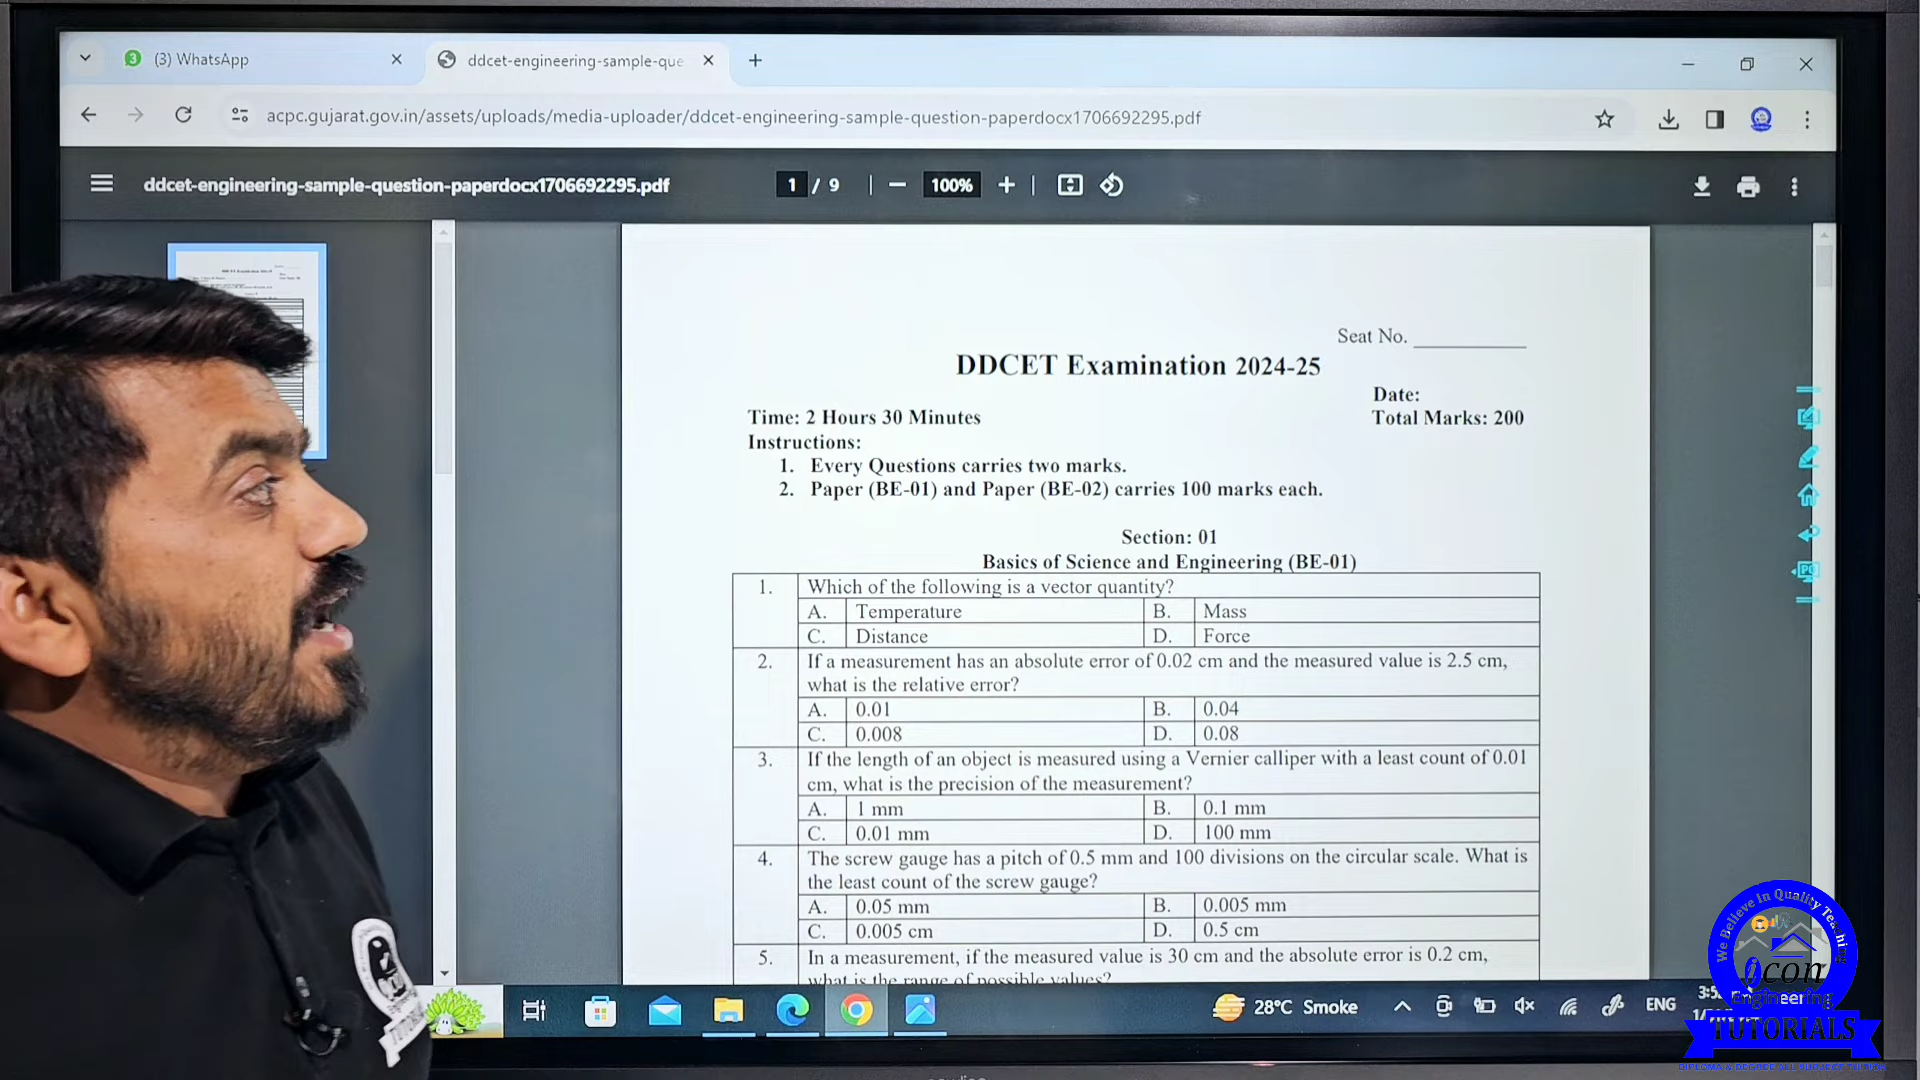 (3) WhatsApp
ddcet-engineering-sample-que
acpc.gujarat.gov.in/assets/uploads/media-uploader/ddcet-engineering-sample-question-paperdocx1706692295.pdf
ddcet-engineering-sample-question-paperdocx1706692295.pdf
1 / 9
100%
Seat No.
DDCET Examination 2024-25
Date:
Time: 2 Hours 30 Minutes
Total Marks: 200
Instructions:
1. Every Questions carries two marks.
2. Paper (BE-01) and Paper (BE-02) carries 100 marks each.
Section: 01
Basics of Science and Engineering (BE-01)
1. Which of the following is a vector quantity?
A. Temperature B. Mass
C. Distance D. Force
2. If a measurement has an absolute error of 0.02 cm and the measured value is 2.5 cm,
what is the relative error?
A. 0.01 B. 0.04
C. 0.008 D. 0.08
3. If the length of an object is measured using a Vernier calliper with a least count of 0.01
cm, what is the precision of the measurement?
A. 1 mm B. 0.1 mm
C. 0.01 mm D. 100 mm
4. The screw gauge has a pitch of 0.5 mm and 100 divisions on the circular scale. What is
the least count of the screw gauge?
A. 0.05 mm B. 0.005 mm
C. 0.005 cm D. 0.5 cm
5. In a measurement, if the measured value is 30 cm and the absolute error is 0.2 cm,
what is the range of possible values?
28°C Smoke
ENG
We Believe In Quality Teaching
icon
Engineering
TUTORIALS
DIPLOMA & DEGREE ALL SUBJECT TUITION